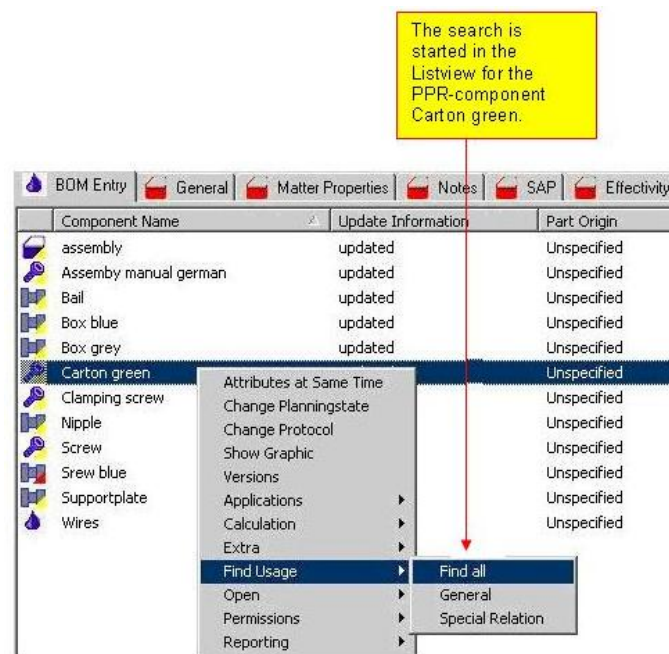 The search is
started in the
Listview for the
PPR-component
Carton green.
BOM Entry General Matter Properties Notes SAP Effectivity
Component Name Update Information Part Origin
assembly updated Unspecified
Assemby manual german updated Unspecified
Bail updated Unspecified
Box blue updated Unspecified
Box grey updated Unspecified
Carton green Unspecified
Clamping screw Unspecified
Nipple Unspecified
Screw Unspecified
Srew blue Unspecified
Supportplate Unspecified
Wires Unspecified
Attributes at Same Time
Change Planningstate
Change Protocol
Show Graphic
Versions
Applications
Calculation
Extra
Find Usage
Open
Permissions
Reporting
Find all
General
Special Relation